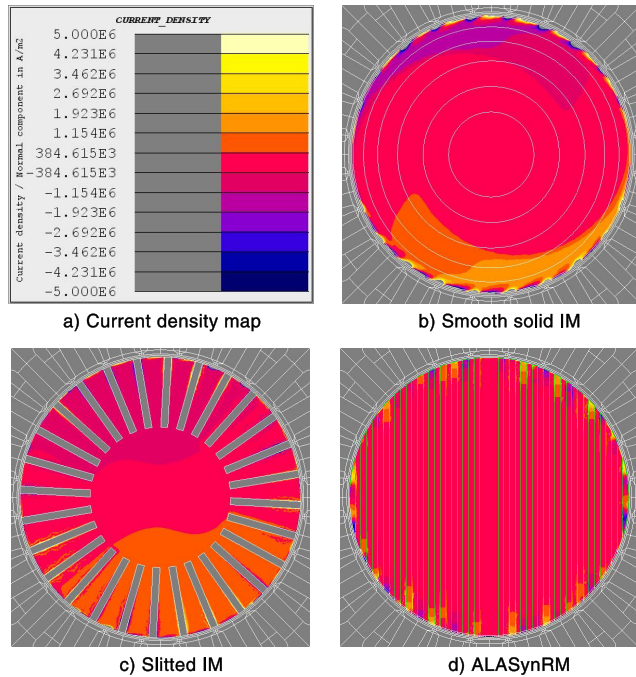 CURRENT_DENSITY
Current density / Normal component in A/m2
5.000E6
4.231E6
3.462E6
2.692E6
1.923E6
1.154E6
384.615E3
-384.615E3
-1.154E6
-1.923E6
-2.692E6
-3.462E6
-4.231E6
-5.000E6
a) Current density map
b) Smooth solid IM
c) Slitted IM
d) ALASynRM